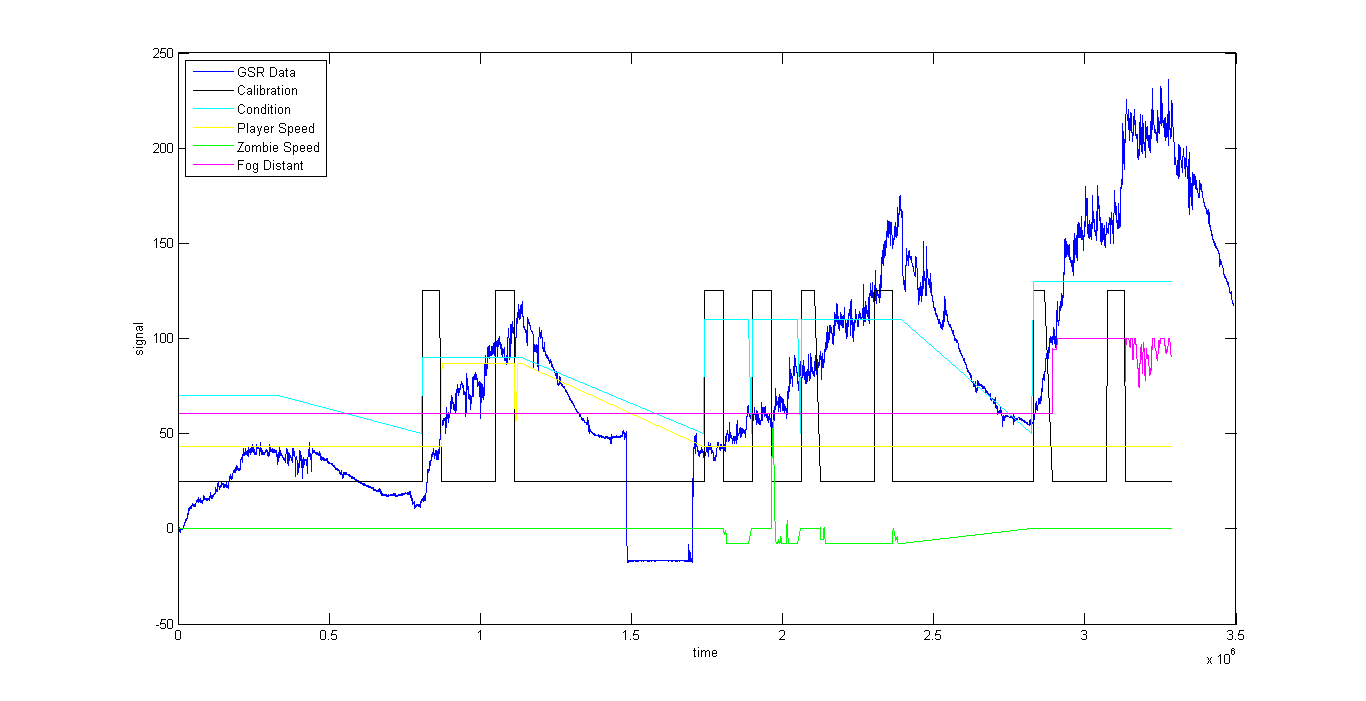 250
200
150
100
50
0
-50
signal
GSR Data
Calibration
Condition
Player Speed
Zombie Speed
Fog Distant
0 0.5 1 1.5 2 2.5 3 3.5
time
x 10^6